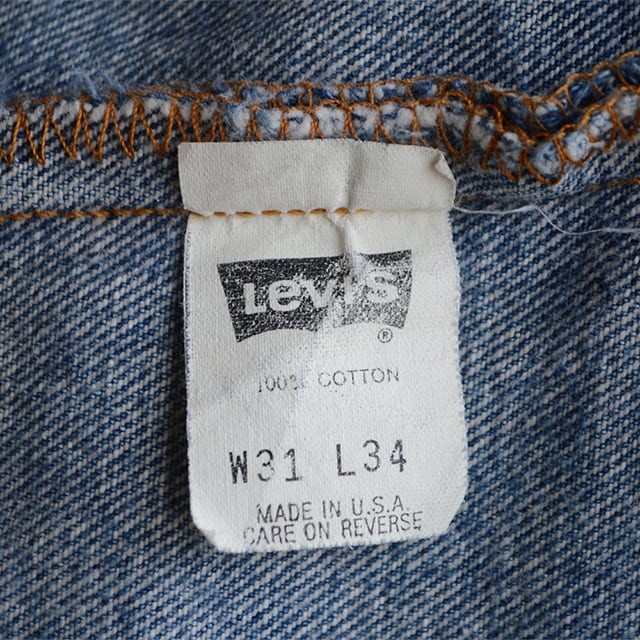 Levi's
®
100% COTTON
W31 L34
MADE IN U.S.A.
CARE ON REVERSE